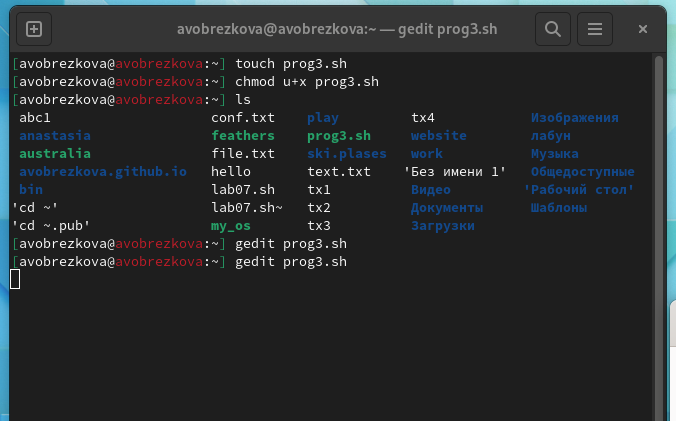 avobrezkova@avobrezkova:~ — gedit prog3.sh
[avobrezkova@avobrezkova:~] touch prog3.sh
[avobrezkova@avobrezkova:~] chmod u+x prog3.sh
[avobrezkova@avobrezkova:~] ls
abc1 conf.txt play tx4 Изображения
anastasia feathers prog3.sh website лабун
australia file.txt ski.plases work Музыка
avobrezkova.github.io hello text.txt 'Без имени 1' Общедоступные
bin lab07.sh tx1 Видео 'Рабочий стол'
'cd ~' lab07.sh~ tx2 Документы Шаблоны
'cd ~.pub' my_os tx3 Загрузки
[avobrezkova@avobrezkova:~] gedit prog3.sh
[avobrezkova@avobrezkova:~] gedit prog3.sh